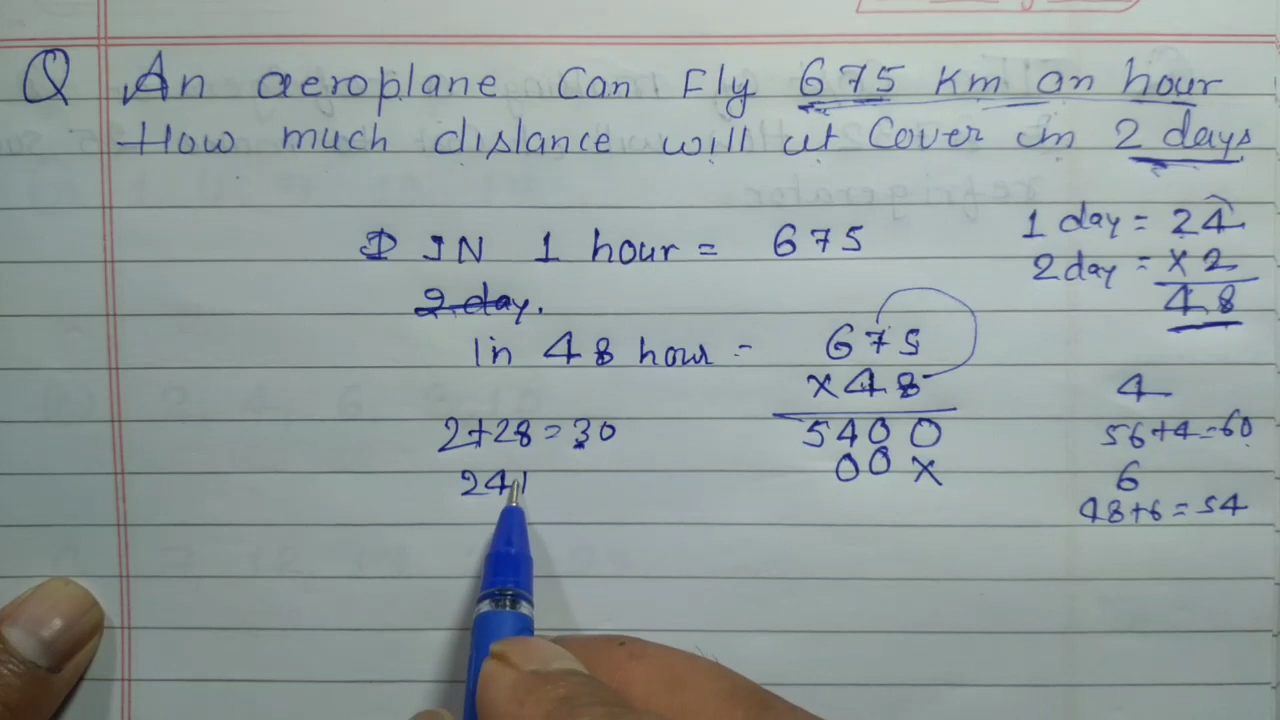 Q An aeroplane Can Fly 675 Km an hour
How much distance will it Cover in 2 days
IN 1 hour = 675
2 day.
In 48 hour = 675
×48
5400
00×
1 day = 24
2 day = ×2
48
4
56+4=60
6
48+6=54
2+28=30
24